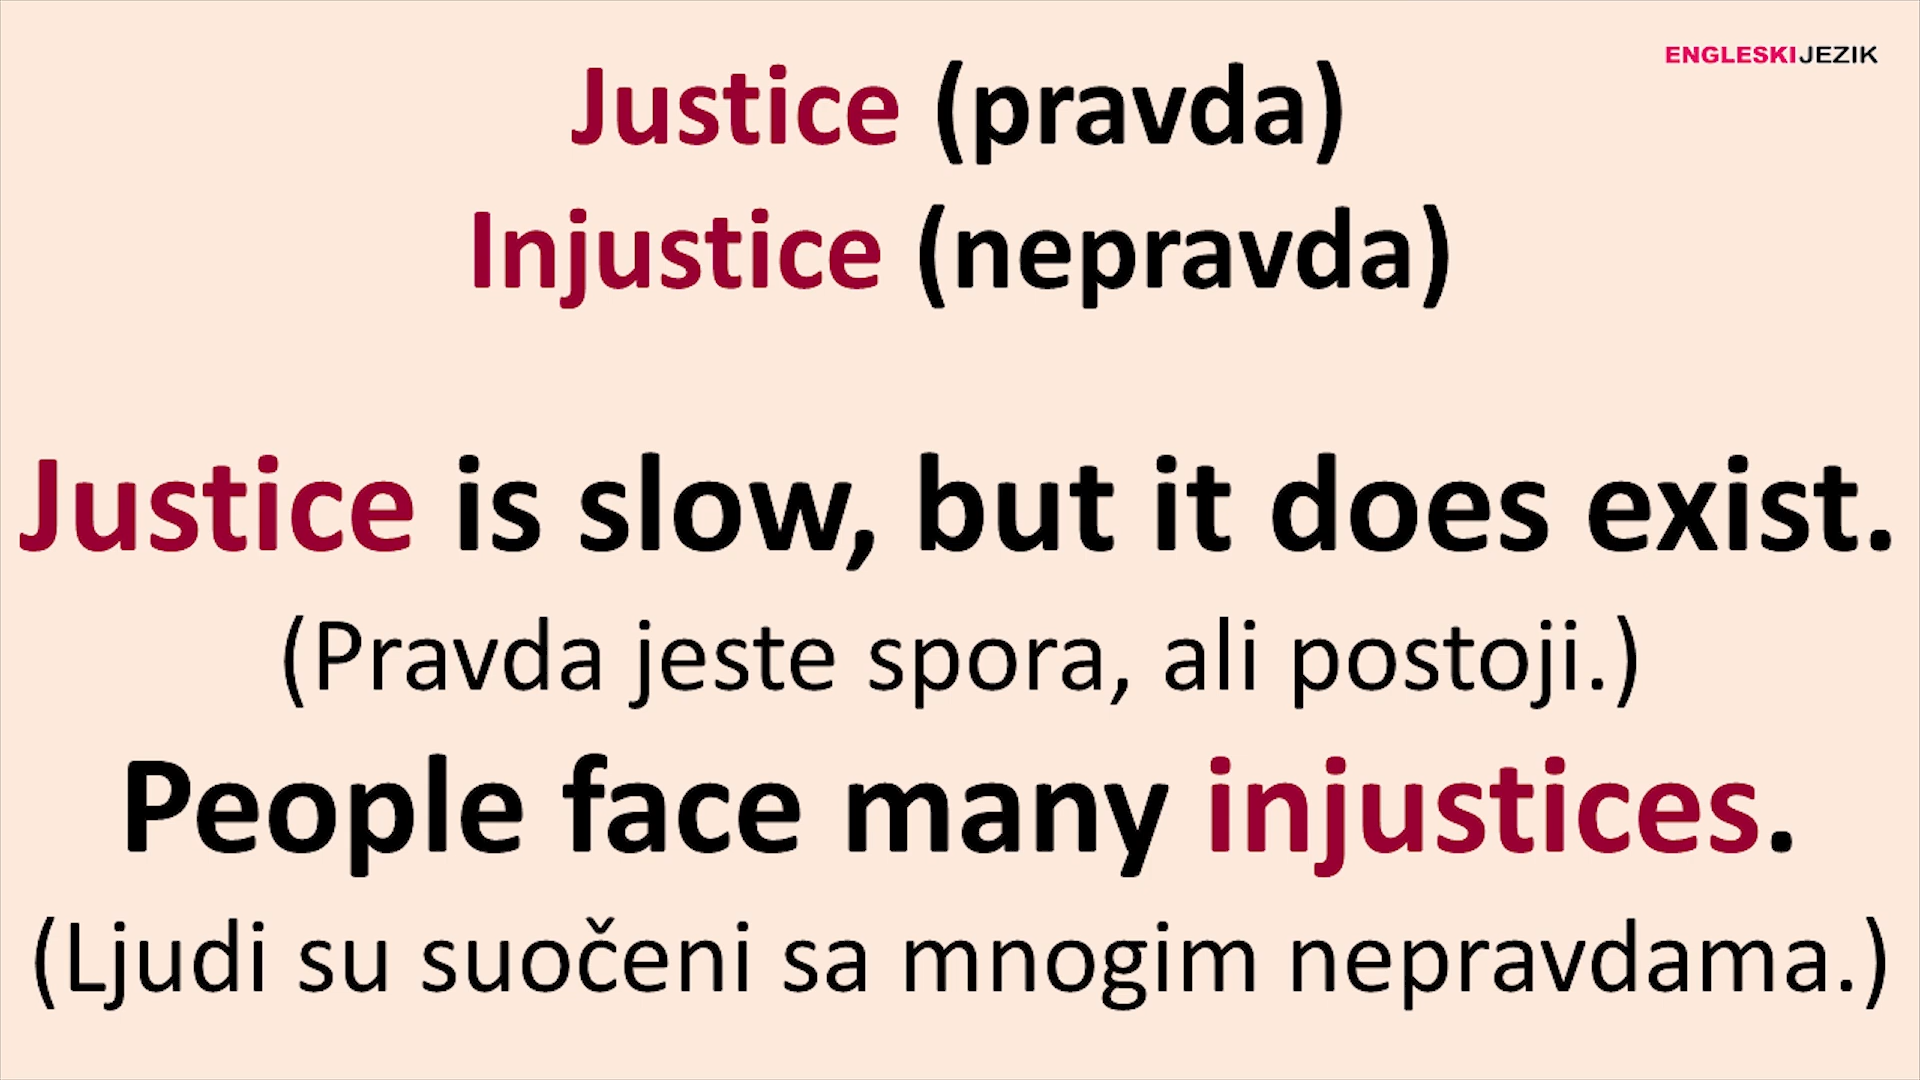 ENGLESKIJEZIK
Justice (pravda)
Injustice (nepravda)
Justice is slow, but it does exist.
(Pravda jeste spora, ali postoji.)
People face many injustices.
(Ljudi su suočeni sa mnogim nepravdama.)